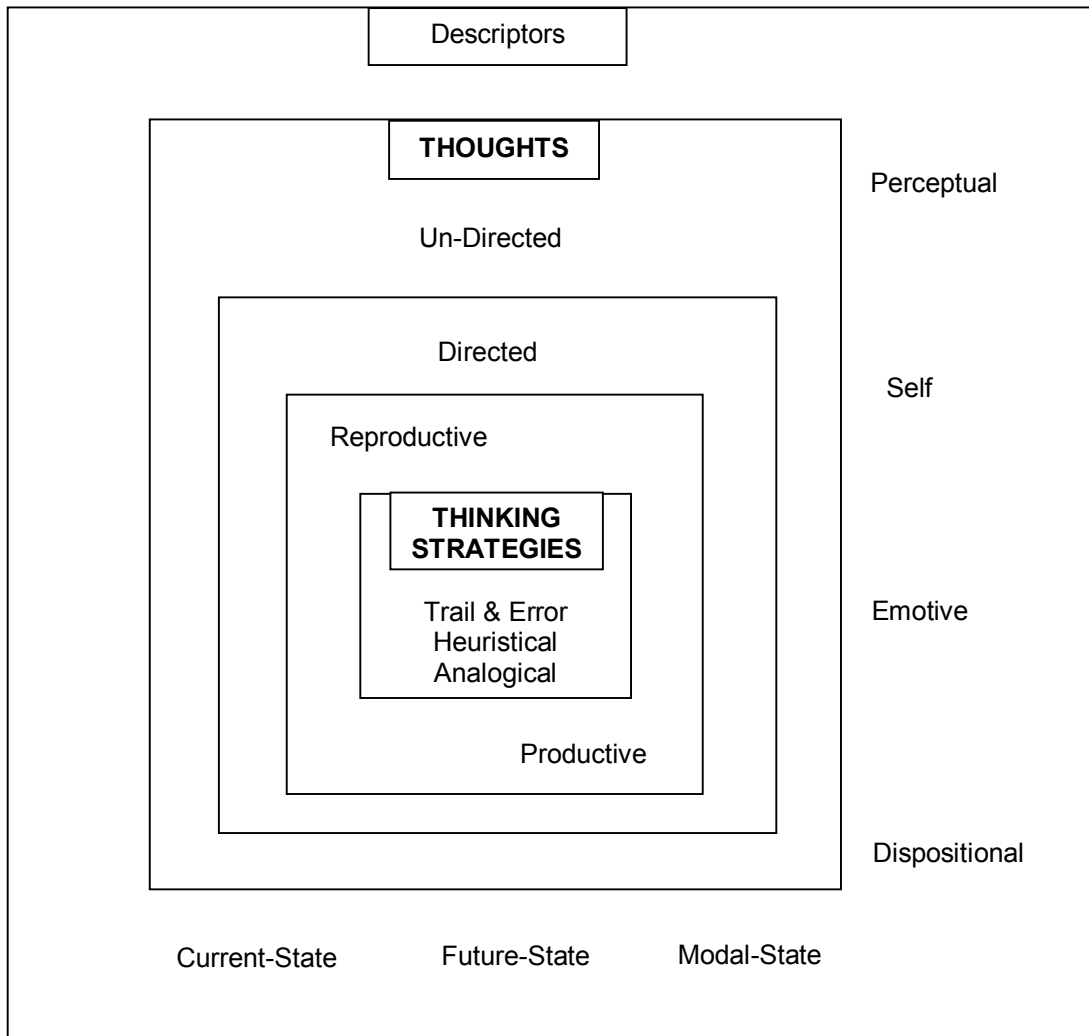 Descriptors
THOUGHTS
Perceptual
Un-Directed
Directed
Self
Reproductive
THINKING
STRATEGIES
Trail & Error
Heuristical
Analogical
Emotive
Productive
Dispositional
Current-State
Future-State
Modal-State